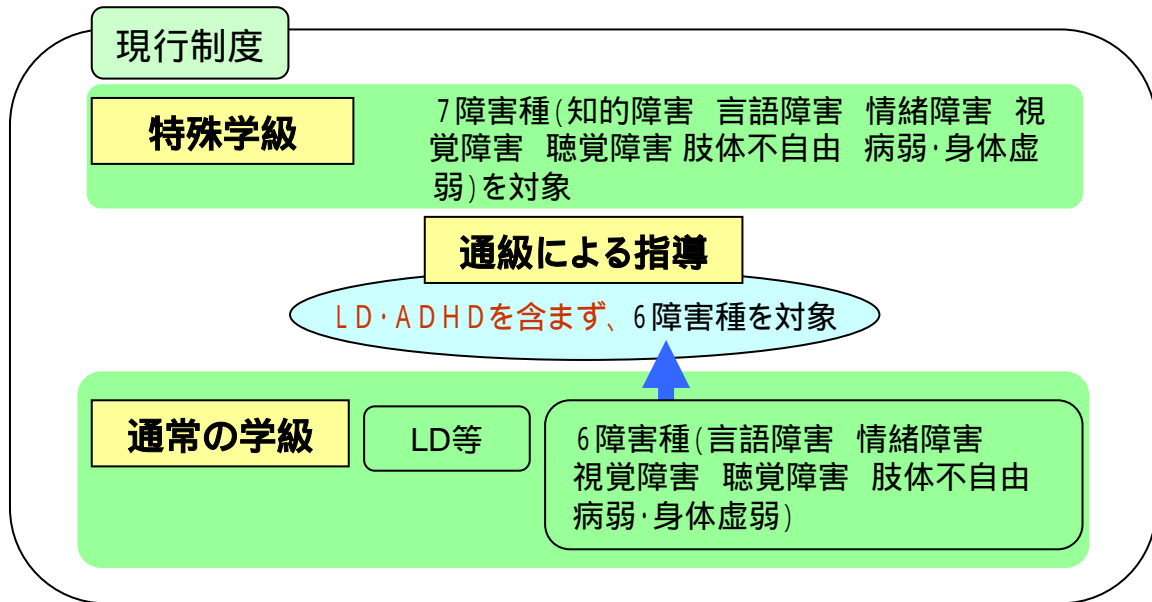 現行制度
特殊学級
7障害種(知的障害 言語障害 情緒障害 視
覚障害 聴覚障害 肢体不自由 病弱·身体虚
弱)を対象
通級による指導
LD·ADHDを含まず、6障害種を対象
通常の学級
LD等
6障害種(言語障害 情緒障害
視覚障害 聴覚障害 肢体不自由
病弱·身体虚弱)